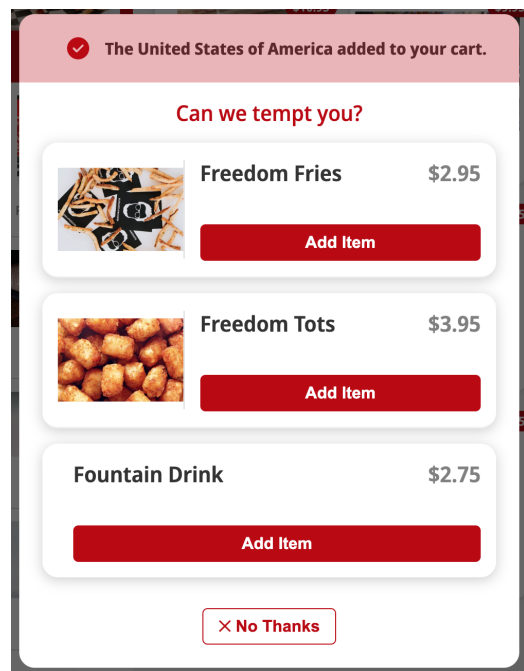 The United States of America added to your cart.
Can we tempt you?
Freedom Fries $2.95
Add Item
Freedom Tots $3.95
Add Item
Fountain Drink $2.75
Add Item
× No Thanks